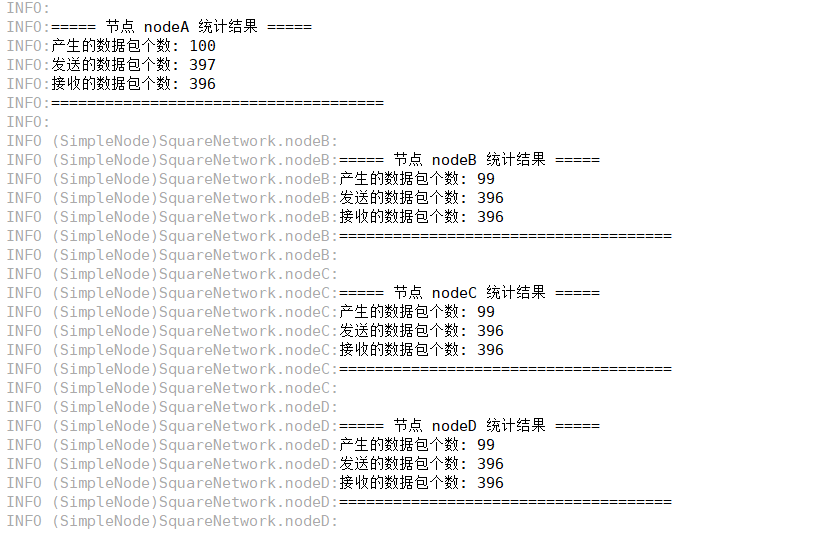 INFO:
INFO:===== 节点 nodeA 统计结果 =====
INFO:产生的数据包个数: 100
INFO:发送的数据包个数: 397
INFO:接收的数据包个数: 396
INFO:=====================================
INFO:
INFO (SimpleNode)SquareNetwork.nodeB:
INFO (SimpleNode)SquareNetwork.nodeB:===== 节点 nodeB 统计结果 =====
INFO (SimpleNode)SquareNetwork.nodeB:产生的数据包个数: 99
INFO (SimpleNode)SquareNetwork.nodeB:发送的数据包个数: 396
INFO (SimpleNode)SquareNetwork.nodeB:接收的数据包个数: 396
INFO (SimpleNode)SquareNetwork.nodeB:=====================================
INFO (SimpleNode)SquareNetwork.nodeB:
INFO (SimpleNode)SquareNetwork.nodeC:
INFO (SimpleNode)SquareNetwork.nodeC:===== 节点 nodeC 统计结果 =====
INFO (SimpleNode)SquareNetwork.nodeC:产生的数据包个数: 99
INFO (SimpleNode)SquareNetwork.nodeC:发送的数据包个数: 396
INFO (SimpleNode)SquareNetwork.nodeC:接收的数据包个数: 396
INFO (SimpleNode)SquareNetwork.nodeC:=====================================
INFO (SimpleNode)SquareNetwork.nodeC:
INFO (SimpleNode)SquareNetwork.nodeD:
INFO (SimpleNode)SquareNetwork.nodeD:===== 节点 nodeD 统计结果 =====
INFO (SimpleNode)SquareNetwork.nodeD:产生的数据包个数: 99
INFO (SimpleNode)SquareNetwork.nodeD:发送的数据包个数: 396
INFO (SimpleNode)SquareNetwork.nodeD:接收的数据包个数: 396
INFO (SimpleNode)SquareNetwork.nodeD:=====================================
INFO (SimpleNode)SquareNetwork.nodeD: